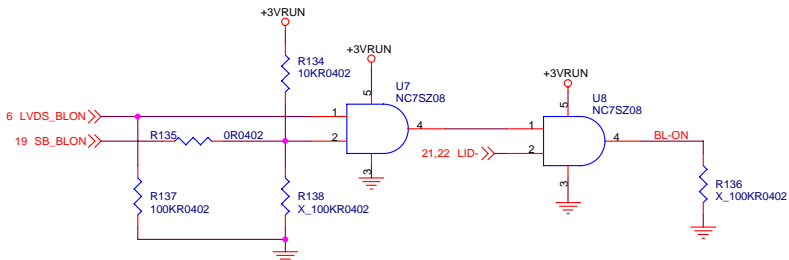 +3VRUN
R134
10KR0402
+3VRUN
U7
NC7SZ08
5
1
2
4
3
6 LVDS_BLON
19 SB_BLON
R135 0R0402
R137
100KR0402
R138
X_100KR0402
+3VRUN
U8
NC7SZ08
5
1
2
4
3
21,22 LID-
BL-ON
R136
X_100KR0402